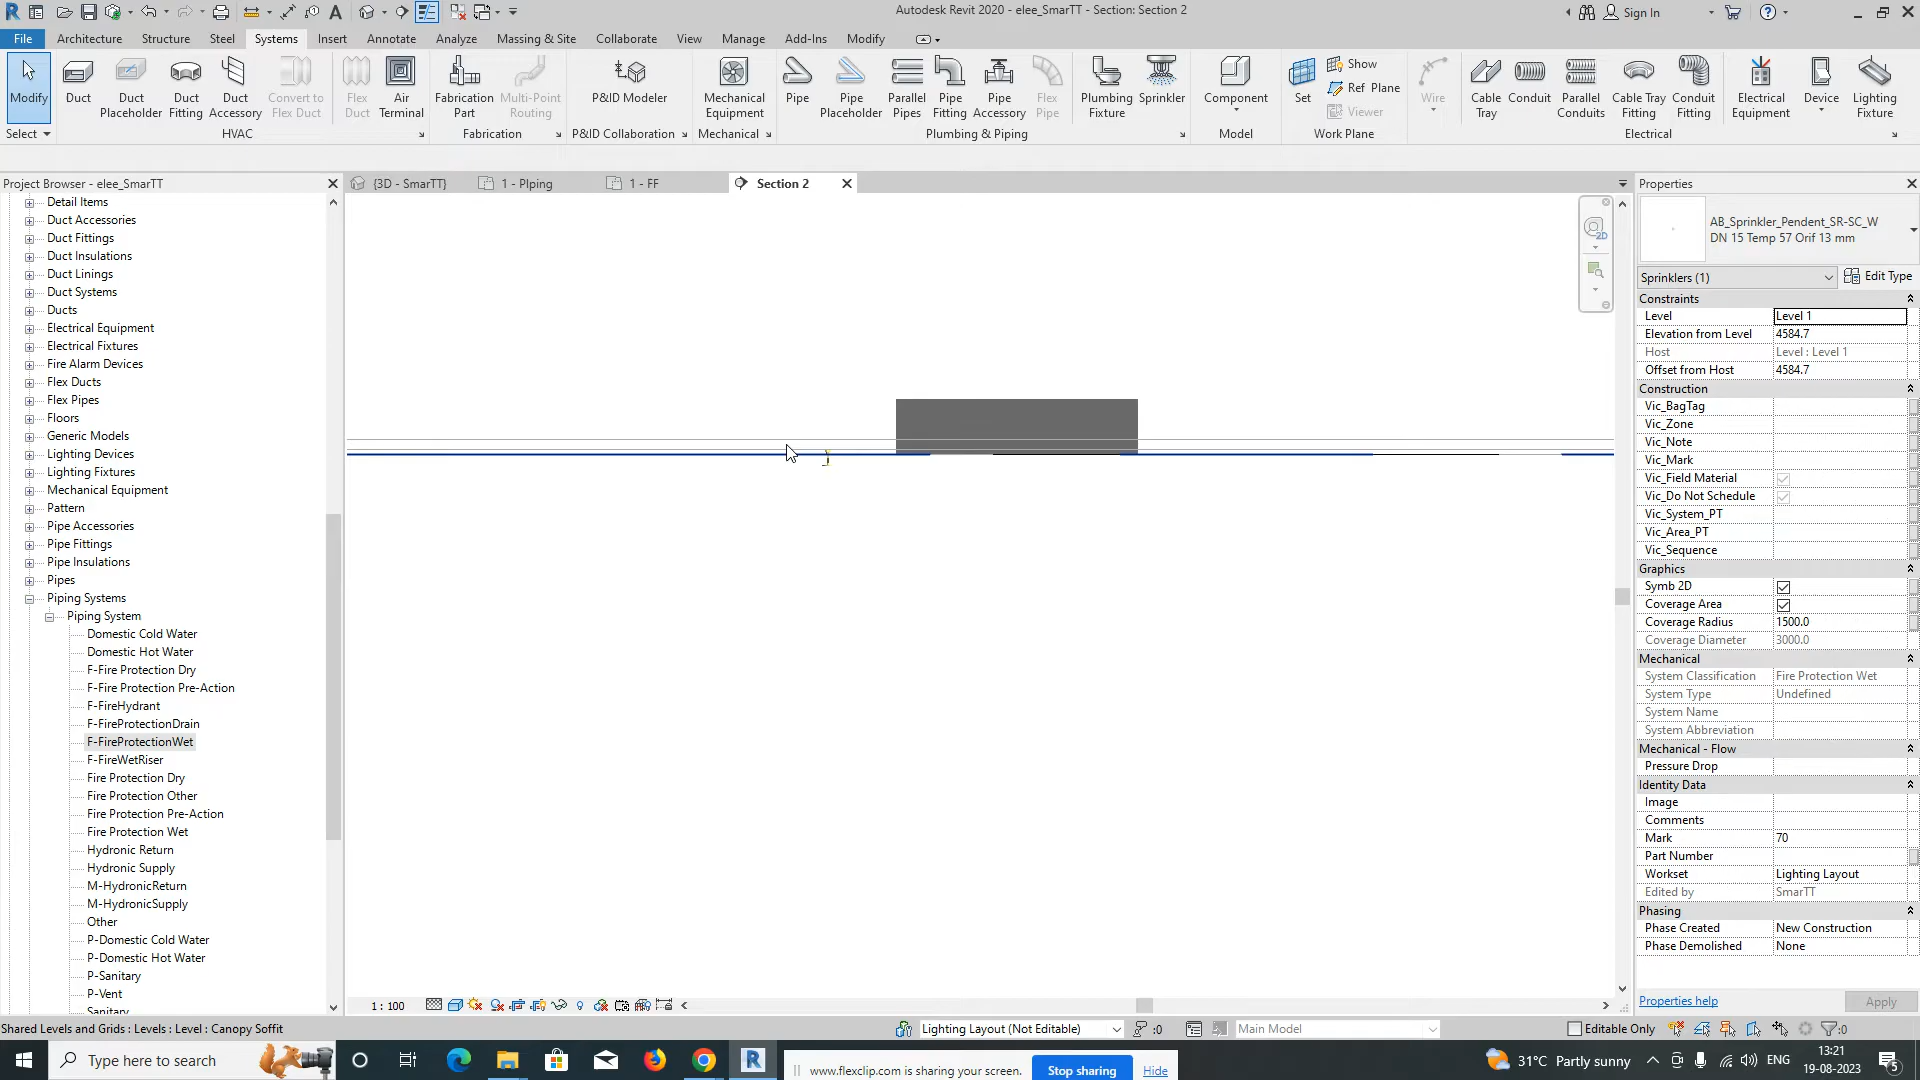 Autodesk Revit 2020 - elee_SmarTT - Section: Section 2
Sign In
File
Architecture
Structure
Steel
Systems
Insert
Annotate
Analyze
Massing & Site
Collaborate
View
Manage
Add-Ins
Modify
Modify
Duct
Duct Placeholder
Duct Fitting
Duct Accessory
Convert to Flex Duct
Flex Duct
Air Terminal
Fabrication Part
Multi-Point Routing
P&ID Modeler
Mechanical Equipment
Pipe
Pipe Placeholder
Parallel Pipes
Pipe Fitting
Pipe Accessory
Flex Pipe
Plumbing Fixture
Sprinkler
Component
Set
Show
Ref Plane
Viewer
Wire
Cable Tray
Conduit
Parallel Conduits
Cable Tray Fitting
Conduit Fitting
Electrical Equipment
Device
Lighting Fixture
Select
HVAC
Fabrication
P&ID Collaboration
Mechanical
Plumbing & Piping
Model
Work Plane
Electrical
Project Browser - elee_SmarTT
{3D - SmarTT}
1 - PIping
1 - FF
Section 2
Detail Items
Duct Accessories
Duct Fittings
Duct Insulations
Duct Linings
Duct Systems
Ducts
Electrical Equipment
Electrical Fixtures
Fire Alarm Devices
Flex Ducts
Flex Pipes
Floors
Generic Models
Lighting Devices
Lighting Fixtures
Mechanical Equipment
Pattern
Pipe Accessories
Pipe Fittings
Pipe Insulations
Pipes
Piping Systems
Piping System
Domestic Cold Water
Domestic Hot Water
F-Fire Protection Dry
F-Fire Protection Pre-Action
F-FireHydrant
F-FireProtectionDrain
F-FireProtectionWet
F-FireWetRiser
Fire Protection Dry
Fire Protection Other
Fire Protection Pre-Action
Fire Protection Wet
Hydronic Return
Hydronic Supply
M-HydronicReturn
M-HydronicSupply
Other
P-Domestic Cold Water
P-Domestic Hot Water
P-Sanitary
P-Vent
Sanitary
2D
Properties
AB_Sprinkler_Pendent_SR-SC_W
DN 15 Temp 57 Orif 13 mm
Sprinklers (1)
Edit Type
Constraints
Level Level 1
Elevation from Level 4584.7
Host Level : Level 1
Offset from Host 4584.7
Construction
Vic_BagTag
Vic_Zone
Vic_Note
Vic_Mark
Vic_Field Material
Vic_Do Not Schedule
Vic_System_PT
Vic_Area_PT
Vic_Sequence
Graphics
Symb 2D
Coverage Area
Coverage Radius 1500.0
Coverage Diameter 3000.0
Mechanical
System Classification Fire Protection Wet
System Type Undefined
System Name
System Abbreviation
Mechanical - Flow
Pressure Drop
Identity Data
Image
Comments
Mark 70
Part Number
Workset Lighting Layout
Edited by SmarTT
Phasing
Phase Created New Construction
Phase Demolished None
Properties help
Apply
1 : 100
Shared Levels and Grids : Levels : Level : Canopy Soffit
Lighting Layout (Not Editable)
:0
Main Model
Editable Only
:0
Type here to search
www.flexclip.com is sharing your screen.
Stop sharing
Hide
31°C Partly sunny
ENG
13:21
19-08-2023
5